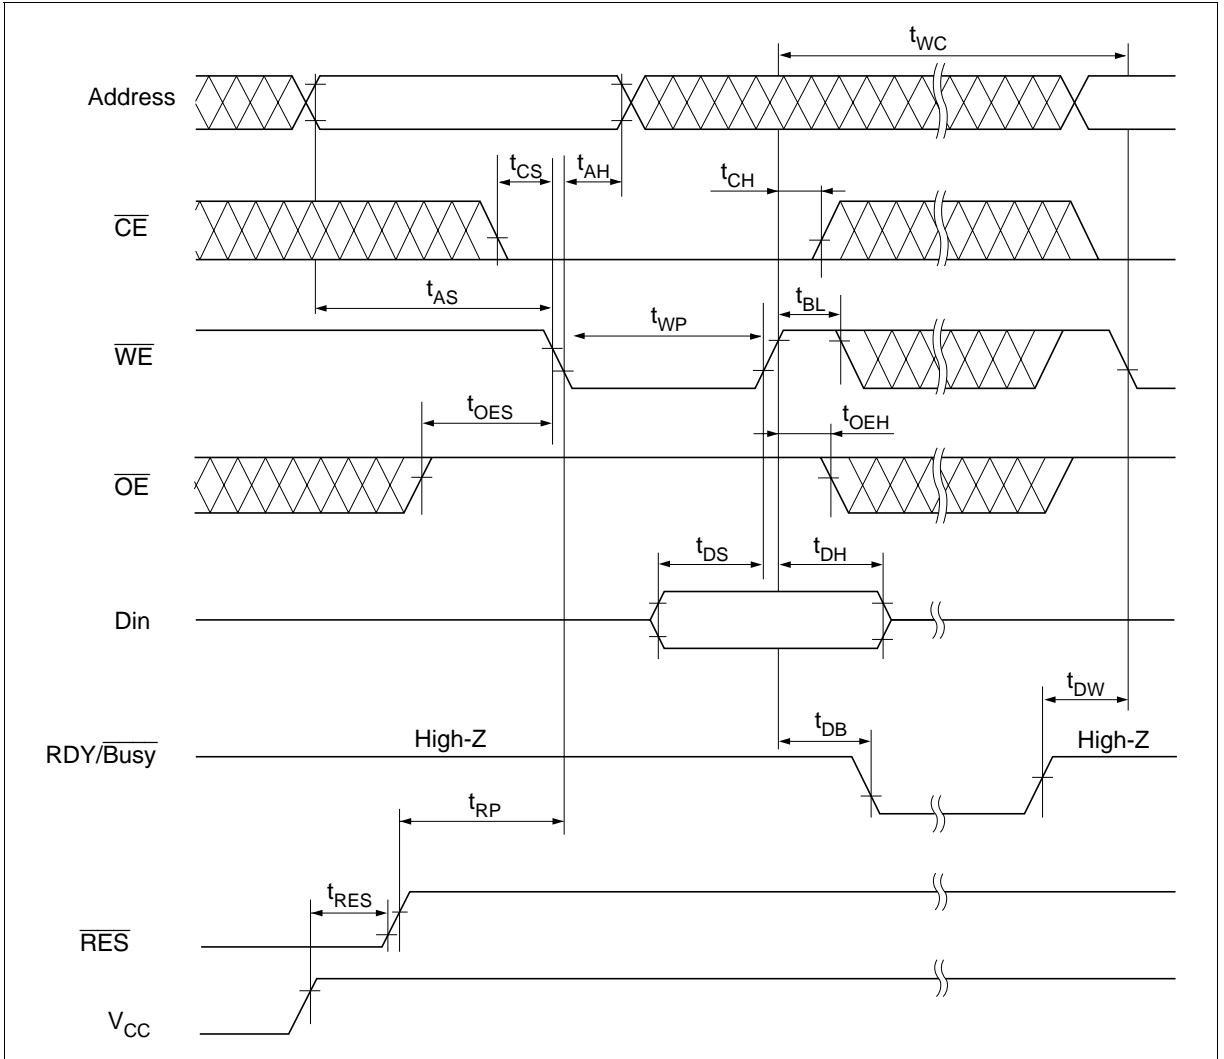 tWC
Address
tCS
tAH
tCH
CE
tAS
tWP
tBL
WE
tOES
tOEH
OE
tDS
tDH
Din
tDW
tDB
RDY/Busy
High-Z
High-Z
tRP
tRES
RES
VCC